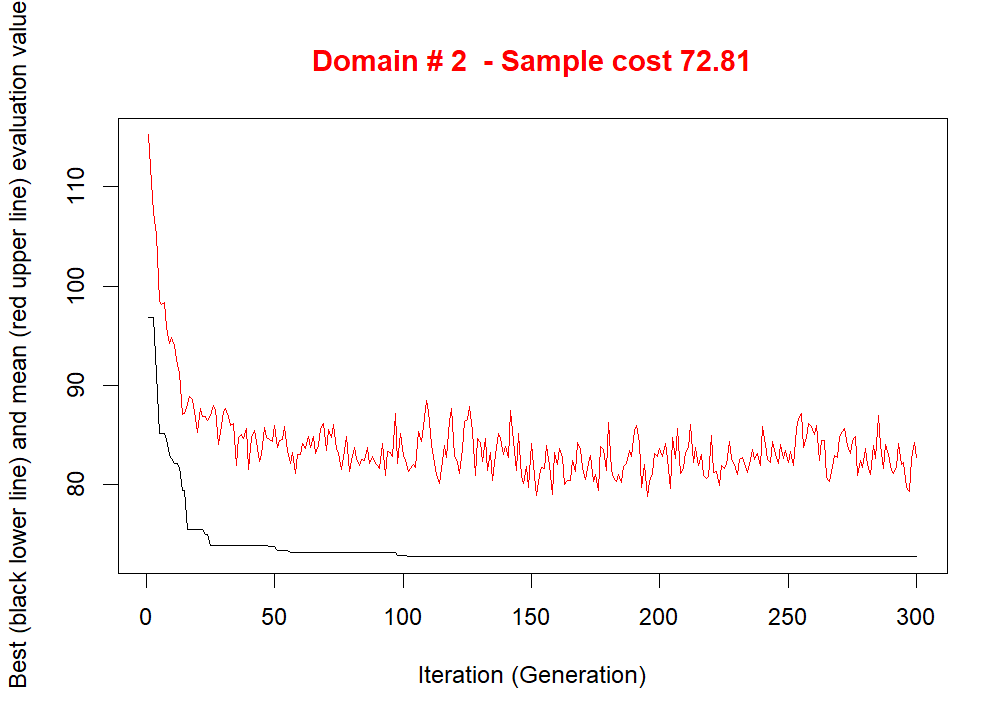 Domain # 2  - Sample cost 72.81
Best (black lower line) and mean (red upper line) evaluation value
110
100
90
80
0 50 100 150 200 250 300
Iteration (Generation)